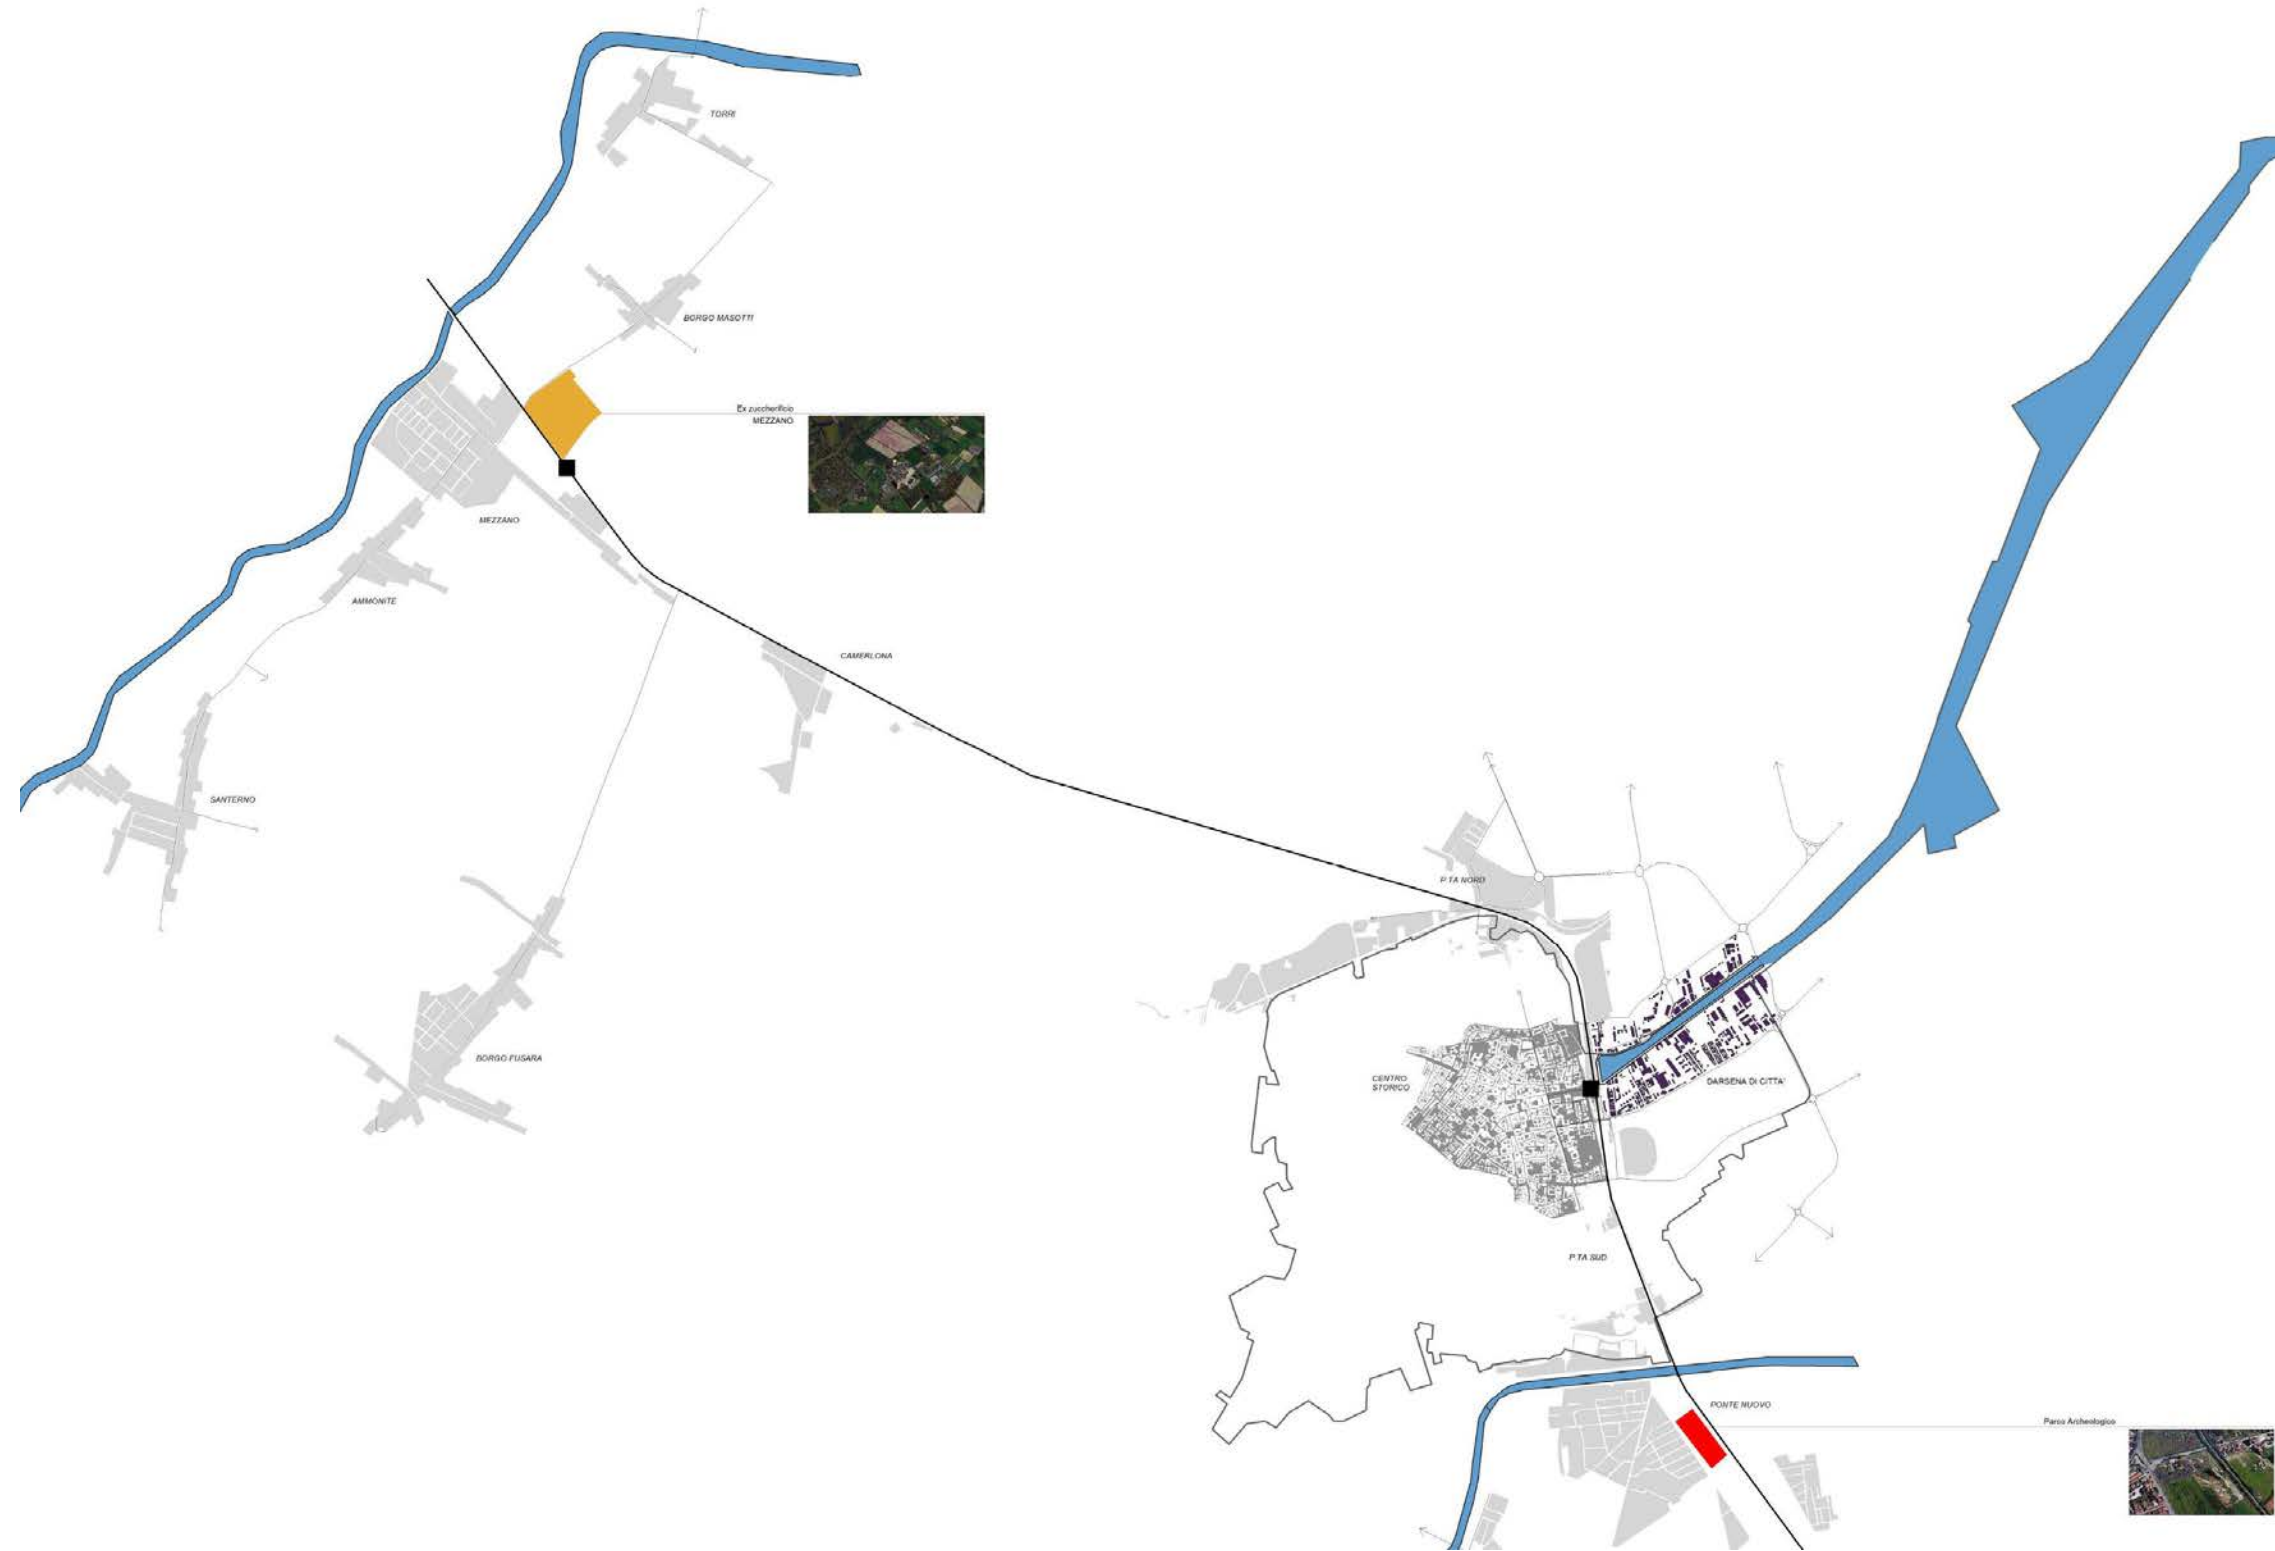 TORRI
BORGO MASOTTI
Ex zuccherificio
MEZZANO
MEZZANO
AMMONITE
CAMERLONA
SANTERNO
P.TA NORD
BORGO FUSARA
CENTRO
STORICO
DARSENA DI CITTA'
P.TA SUD
PONTE NUOVO
Parco Archeologico